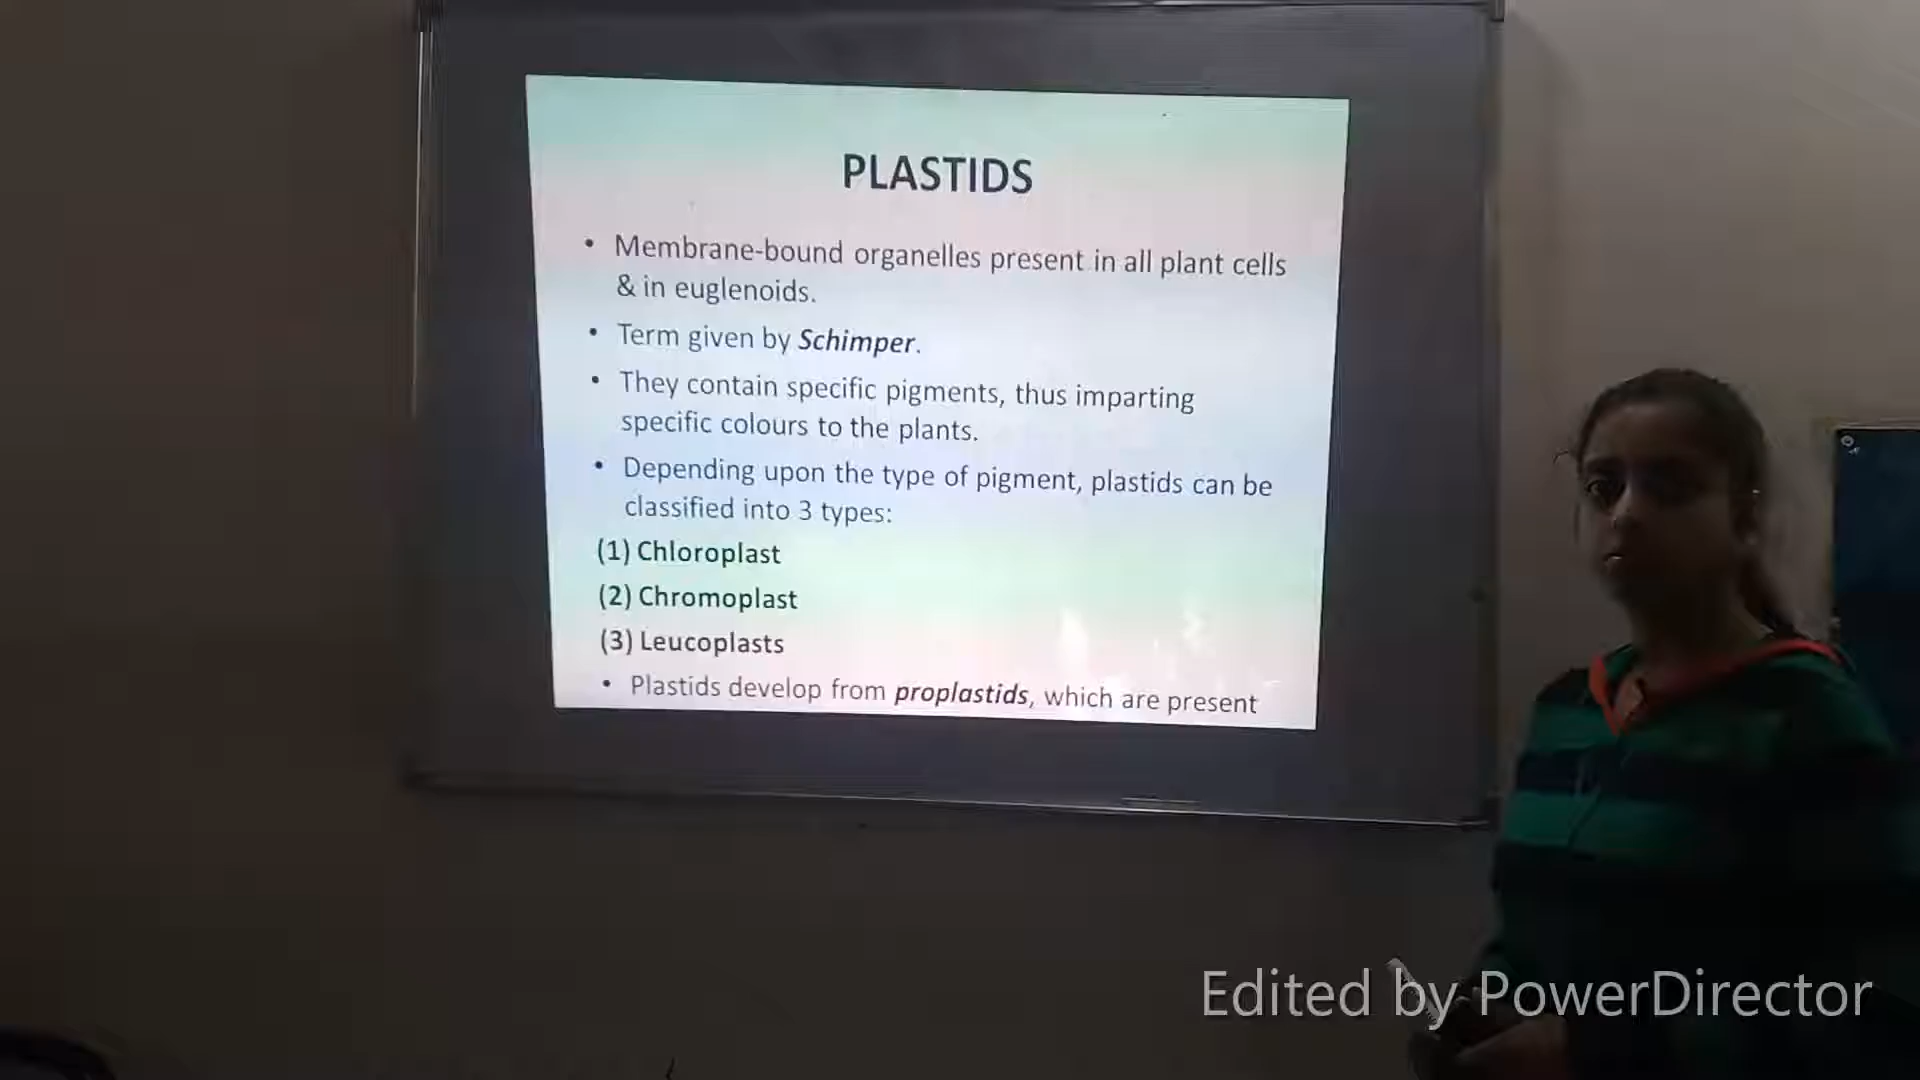 PLASTIDS
• Membrane-bound organelles present in all plant cells
& in euglenoids.
• Term given by Schimper.
• They contain specific pigments, thus imparting
specific colours to the plants.
• Depending upon the type of pigment, plastids can be
classified into 3 types:
(1) Chloroplast
(2) Chromoplast
(3) Leucoplasts
• Plastids develop from proplastids, which are present
Edited by PowerDirector